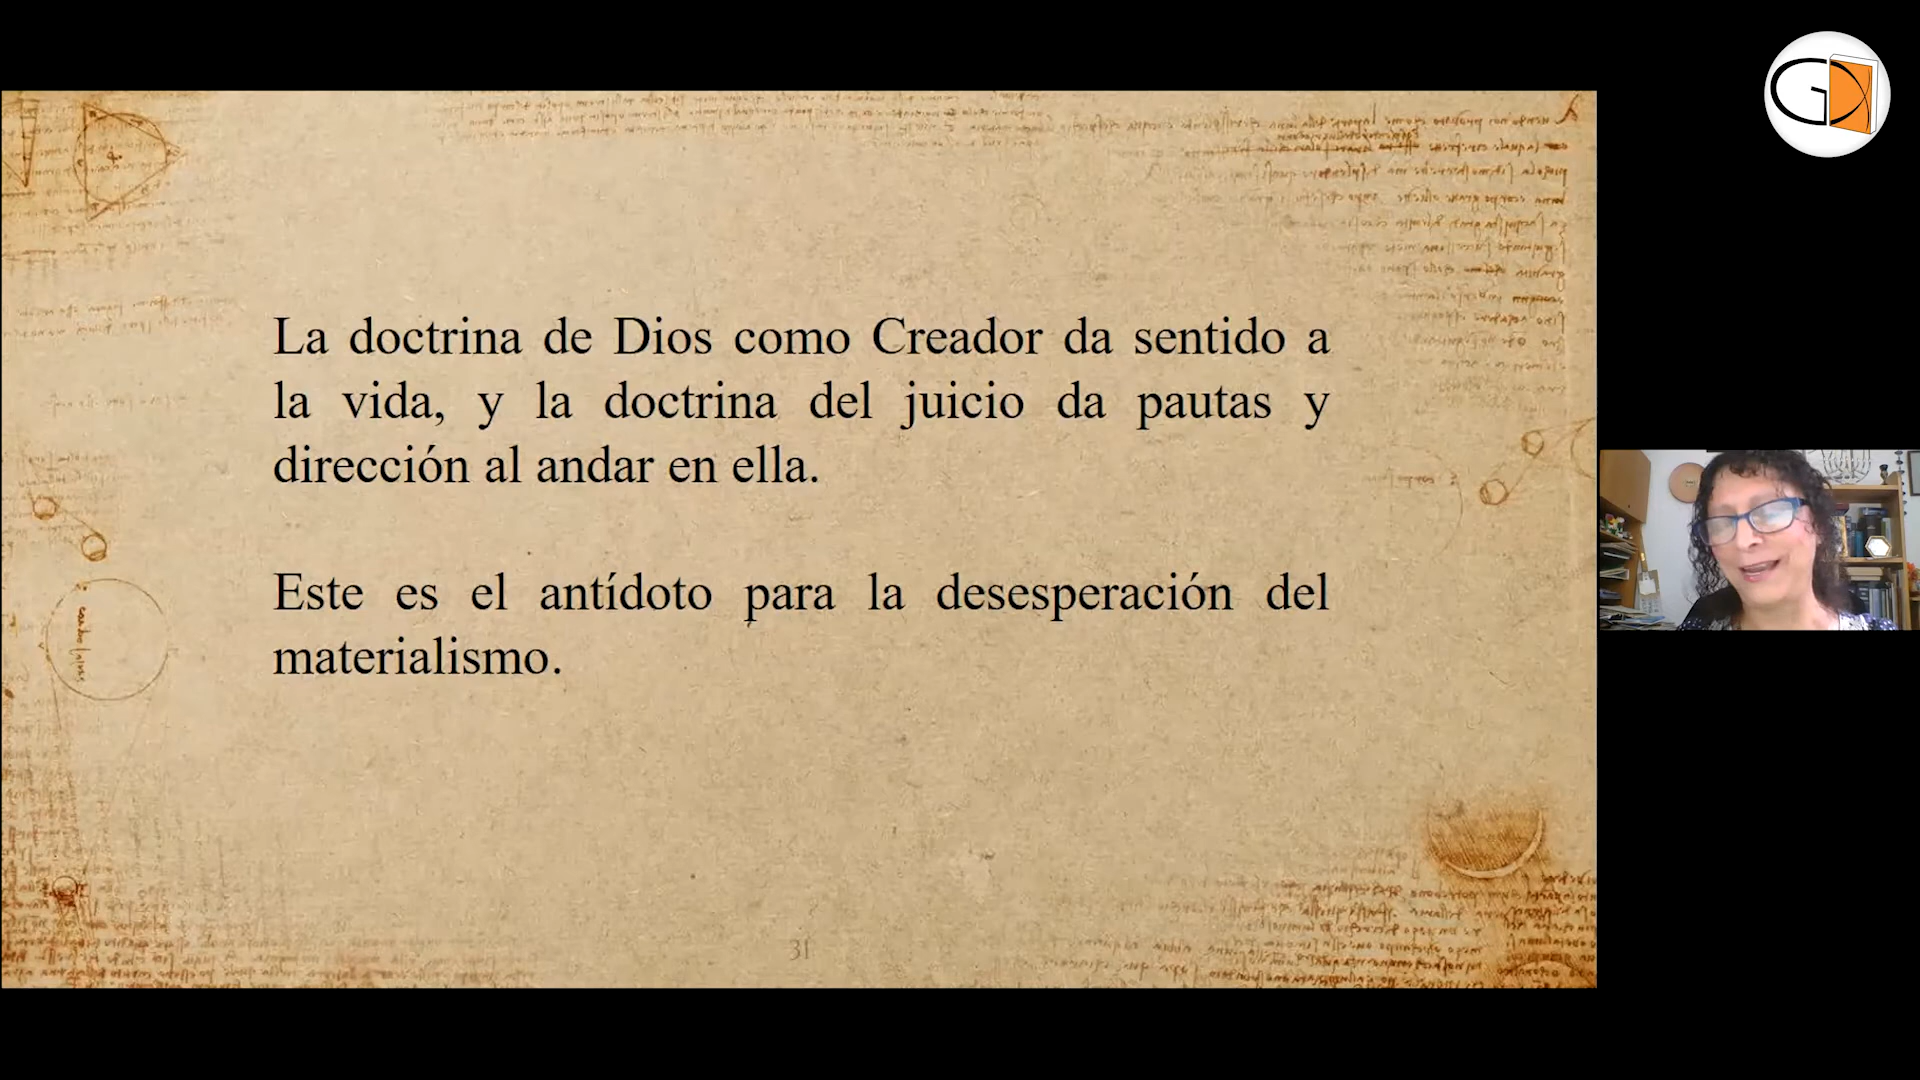 La doctrina de Dios como Creador da sentido a
la vida, y la doctrina del juicio da pautas y
dirección al andar en ella.
Este es el antídoto para la desesperación del
materialismo.
31